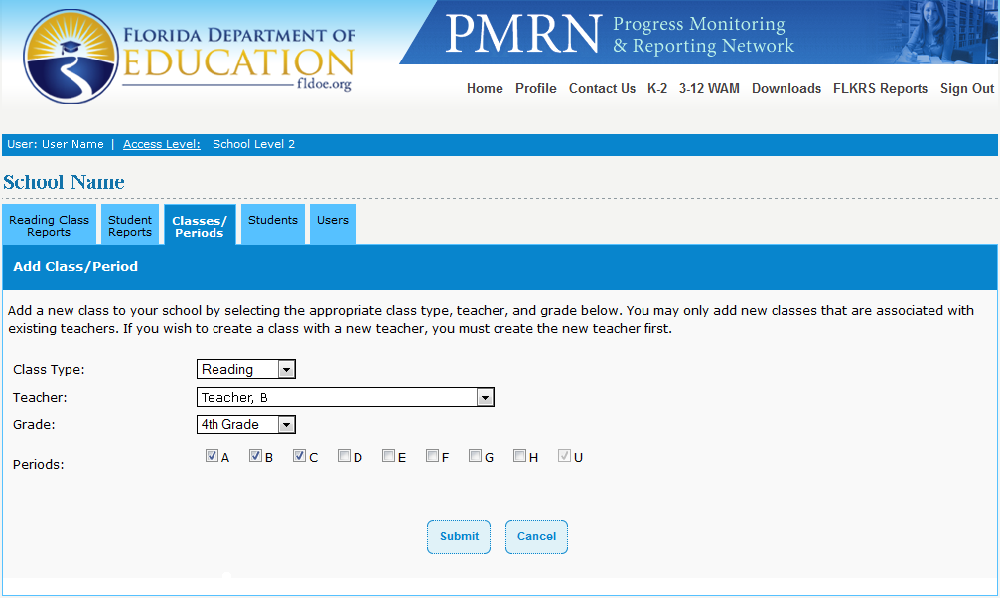 FLORIDA DEPARTMENT OF
EDUCATION
fldoe.org
PMRN Progress Monitoring
& Reporting Network
Home Profile Contact Us K-2 3-12 WAM Downloads FLKRS Reports Sign Out
User: User Name | Access Level: School Level 2
School Name
Reading Class
Reports
Student
Reports
Classes/
Periods
Students
Users
Add Class/Period
Add a new class to your school by selecting the appropriate class type, teacher, and grade below. You may only add new classes that are associated with
existing teachers. If you wish to create a class with a new teacher, you must create the new teacher first.
Class Type: Reading
Teacher: Teacher, B
Grade: 4th Grade
Periods: A B C D E F G H U
Submit Cancel